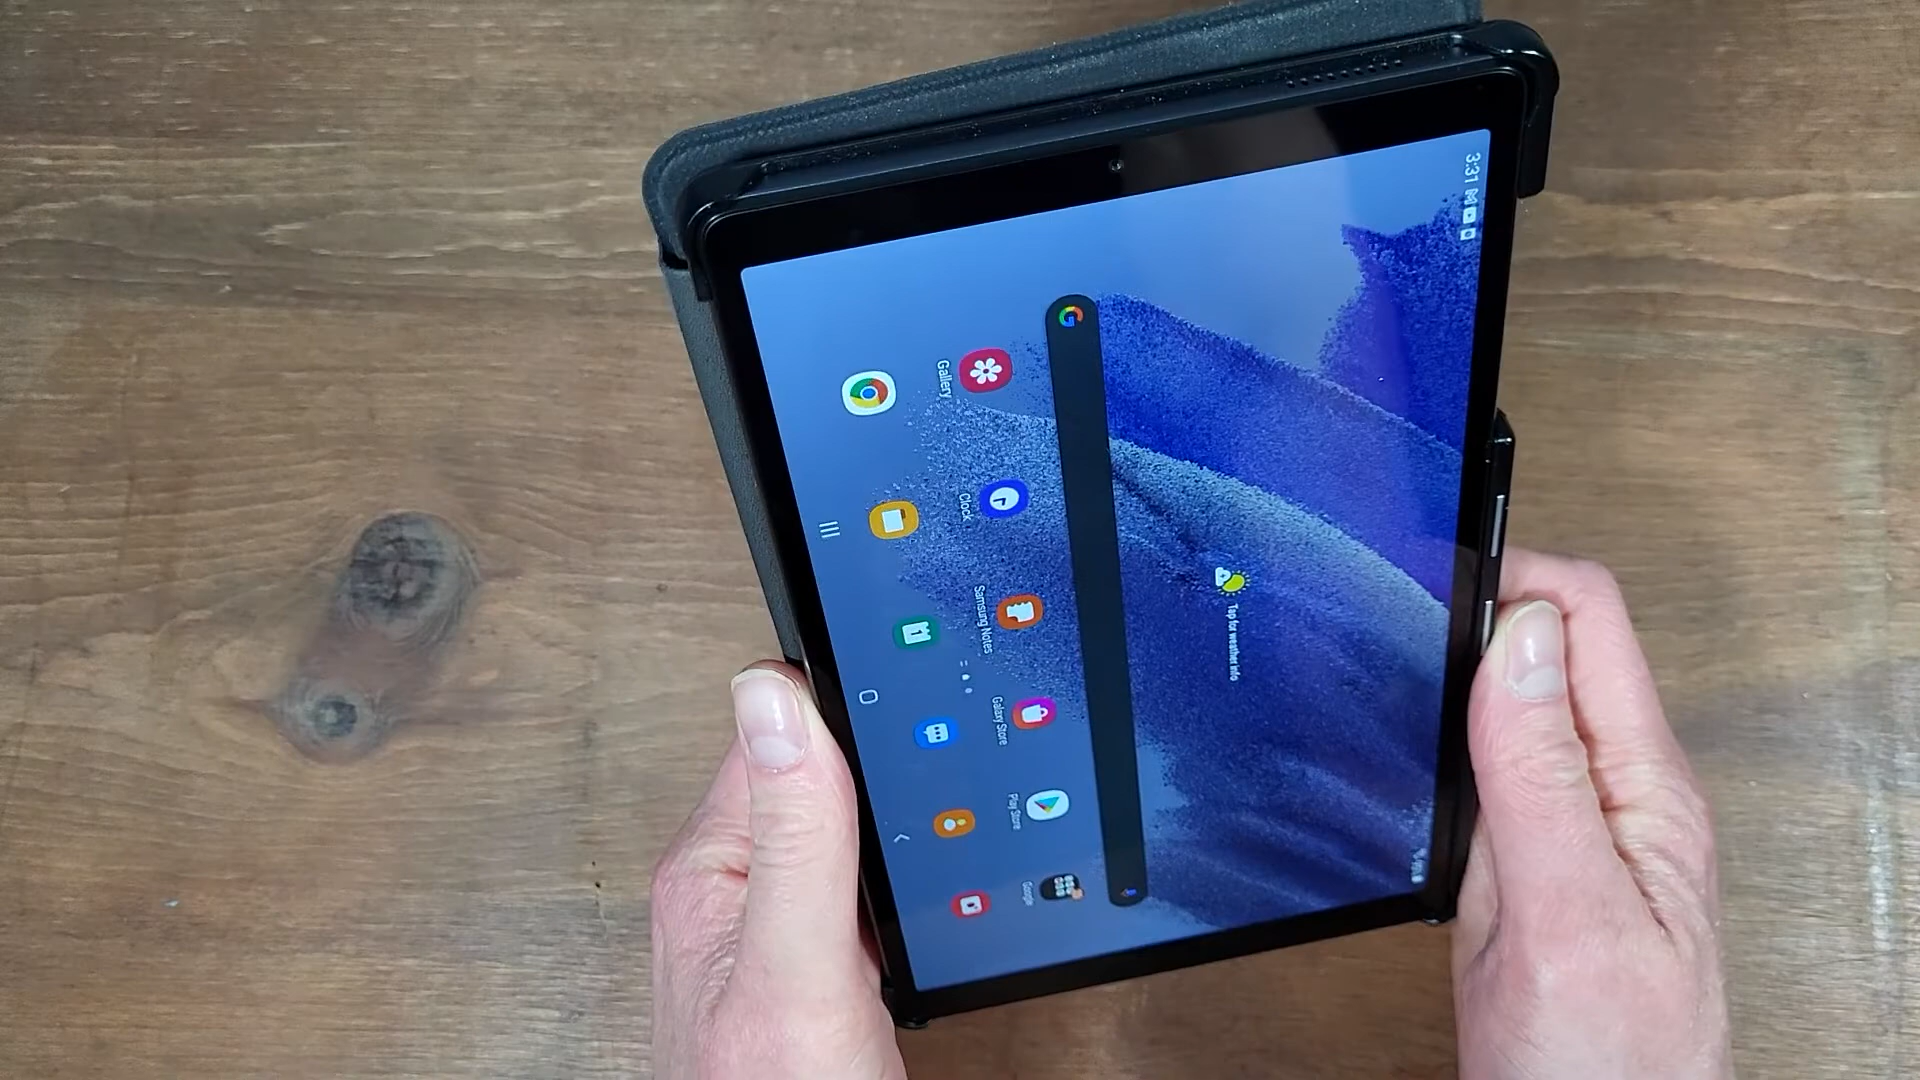 3:31
Tap for weather info
Gallery
Clock
Samsung Notes
Galaxy Store
Play Store
Google